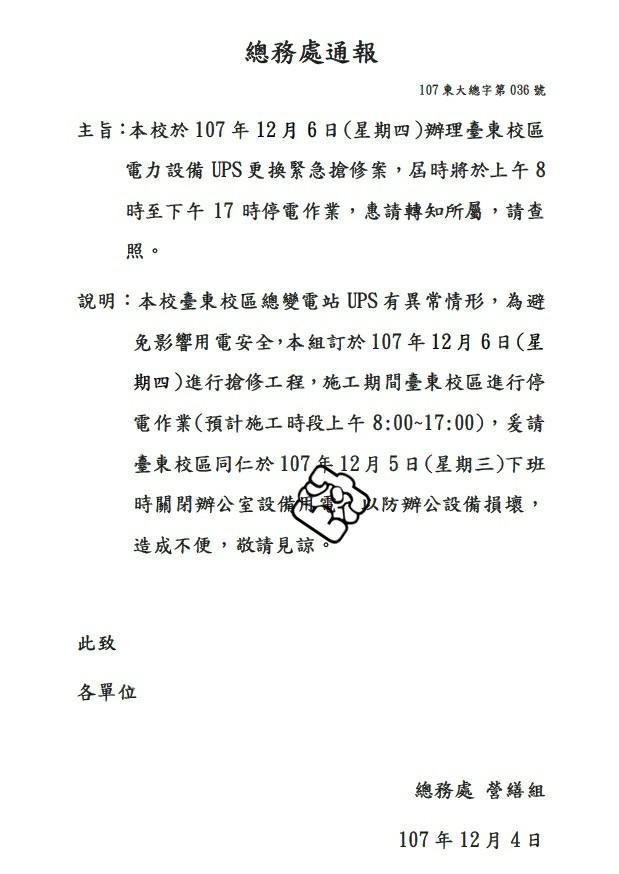 總務處通報
107東大總字第036號
主旨：本校於107年12月6日(星期四)辦理臺東校區
電力設備UPS更換緊急搶修案，屆時將於上午8
時至下午17時停電作業，惠請轉知所屬，請查
照。
說明：本校臺東校區總變電站UPS有異常情形，為避
免影響用電安全，本組訂於107年12月6日(星
期四)進行搶修工程，施工期間臺東校區進行停
電作業(預計施工時段上午8:00~17:00)，爰請
臺東校區同仁於107年12月5日(星期三)下班
時關閉辦公室設備用電，以防辦公設備損壞，
造成不便，敬請見諒。
此致
各單位
總務處 營繕組
107年12月4日